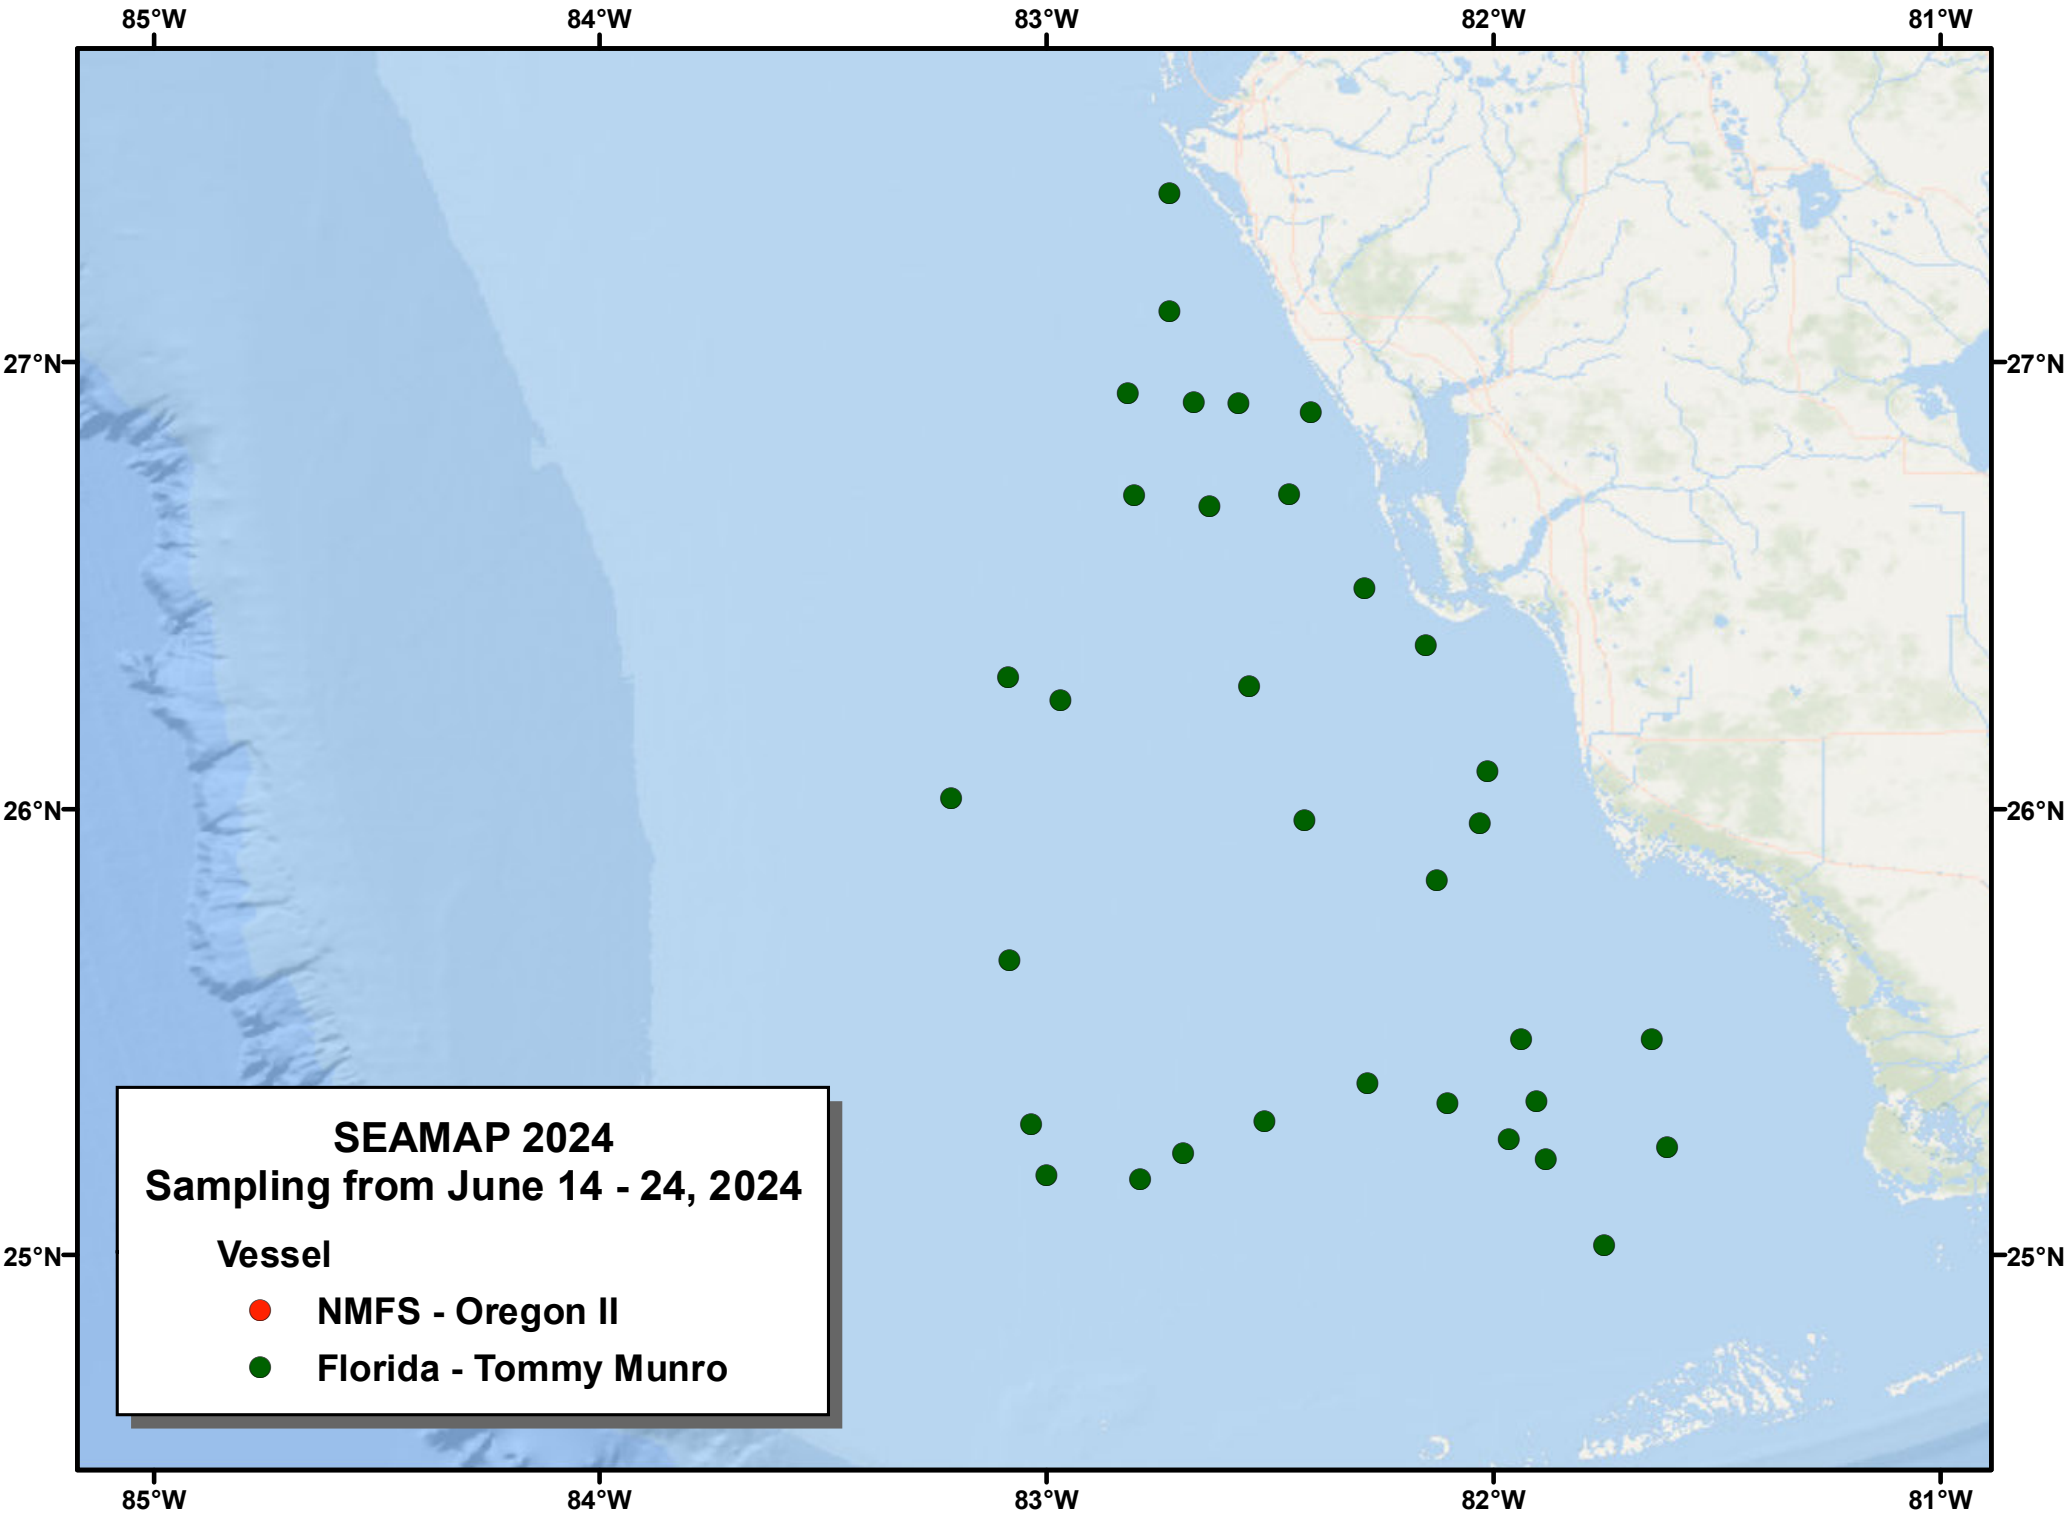 85°W 84°W 83°W 82°W 81°W
27°N 27°N
26°N 26°N
25°N 25°N
SEAMAP 2024
Sampling from June 14 - 24, 2024
Vessel
NMFS - Oregon II
Florida - Tommy Munro
85°W 84°W 83°W 82°W 81°W